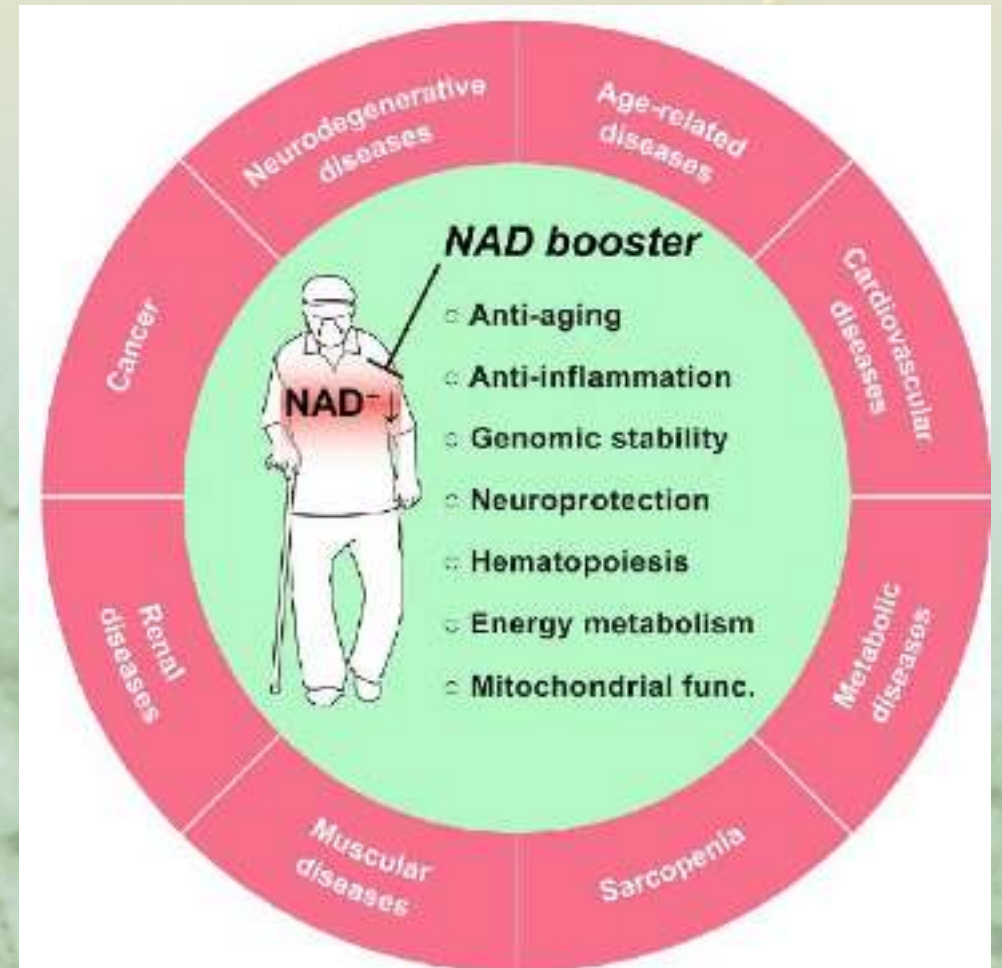 Neurodegenerative
diseases
Age-related
diseases
Cardiovascular
diseases
Metabolic
diseases
Sarcopenia
Muscular
diseases
Renal
diseases
Cancer
NAD booster
○ Anti-aging
○ Anti-inflammation
○ Genomic stability
○ Neuroprotection
○ Hematopoiesis
○ Energy metabolism
○ Mitochondrial func.
NAD⁺ ↓